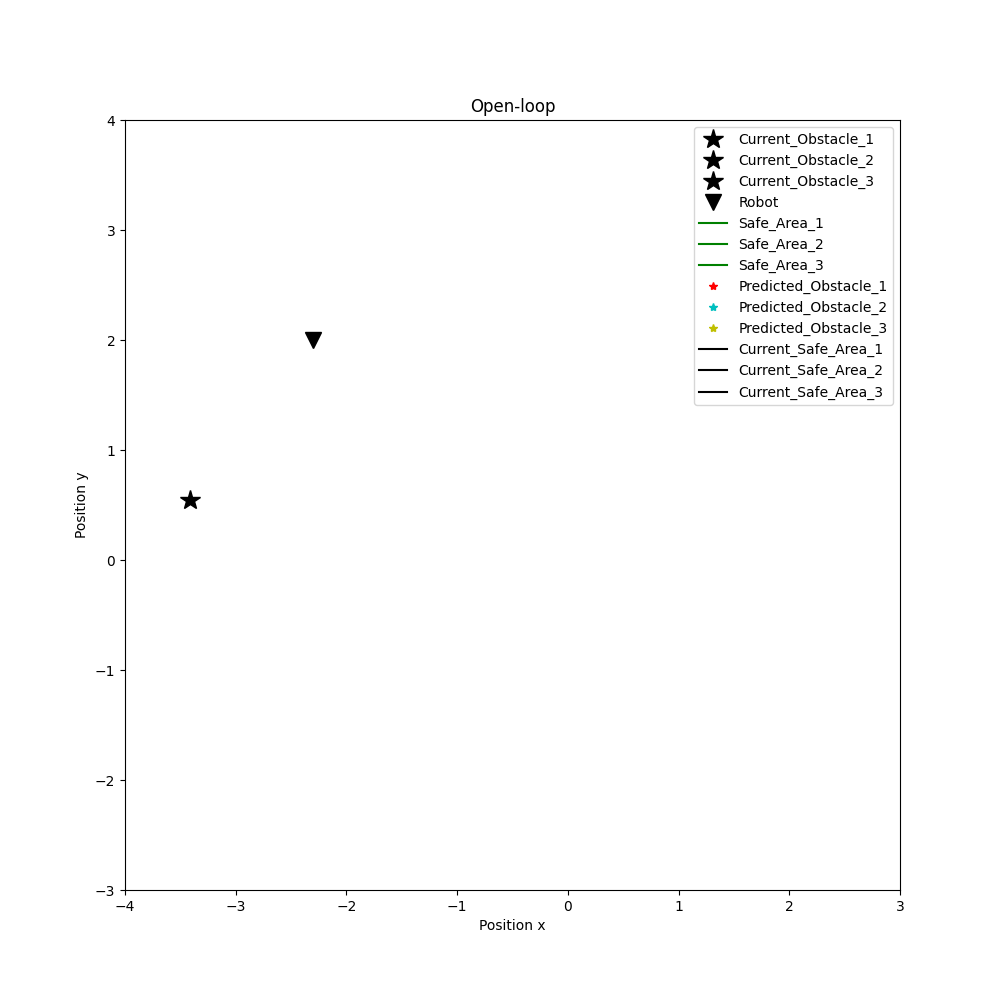 Open-loop
4
3
2
1
0
−1
−2
−3
Position y
−4
−3
−2
−1
0
1
2
3
Position x
Current_Obstacle_1
Current_Obstacle_2
Current_Obstacle_3
Robot
Safe_Area_1
Safe_Area_2
Safe_Area_3
Predicted_Obstacle_1
Predicted_Obstacle_2
Predicted_Obstacle_3
Current_Safe_Area_1
Current_Safe_Area_2
Current_Safe_Area_3